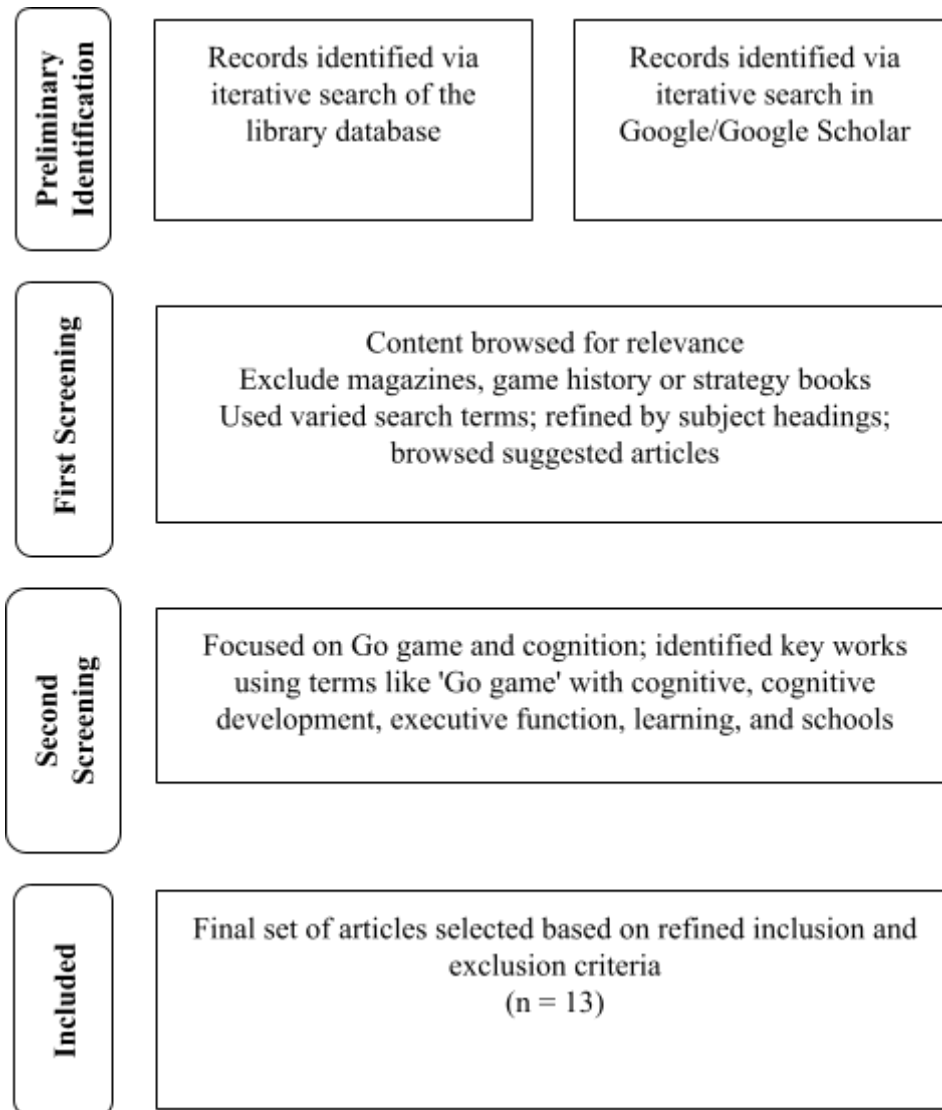 Preliminary
Identification
Records identified via
iterative search of the
library database
Records identified via
iterative search in
Google/Google Scholar
First Screening
Content browsed for relevance
Exclude magazines, game history or strategy books
Used varied search terms; refined by subject headings;
browsed suggested articles
Second
Screening
Focused on Go game and cognition; identified key works
using terms like 'Go game' with cognitive, cognitive
development, executive function, learning, and schools
Included
Final set of articles selected based on refined inclusion and
exclusion criteria
(n = 13)